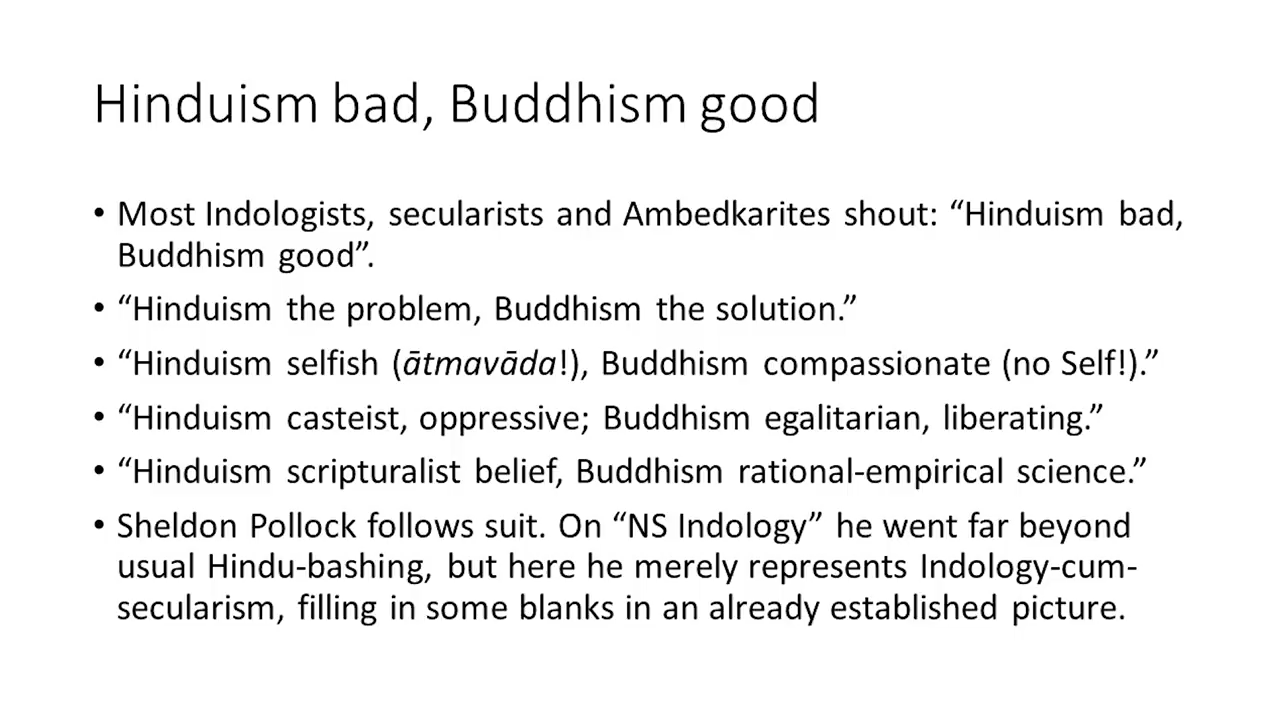 Hinduism bad, Buddhism good
• Most Indologists, secularists and Ambedkarites shout: “Hinduism bad,
Buddhism good”.
• “Hinduism the problem, Buddhism the solution.”
• “Hinduism selfish (ātmavāda!), Buddhism compassionate (no Self!).”
• “Hinduism casteist, oppressive; Buddhism egalitarian, liberating.”
• “Hinduism scripturalist belief, Buddhism rational-empirical science.”
• Sheldon Pollock follows suit. On “NS Indology” he went far beyond
usual Hindu-bashing, but here he merely represents Indology-cum-
secularism, filling in some blanks in an already established picture.